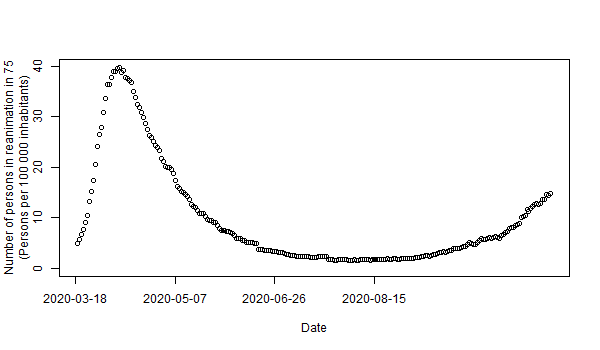 Number of persons in reanimation in 75
(Persons per 100 000 inhabitants)
40
30
20
10
0
2020-03-18 2020-05-07 2020-06-26 2020-08-15
Date